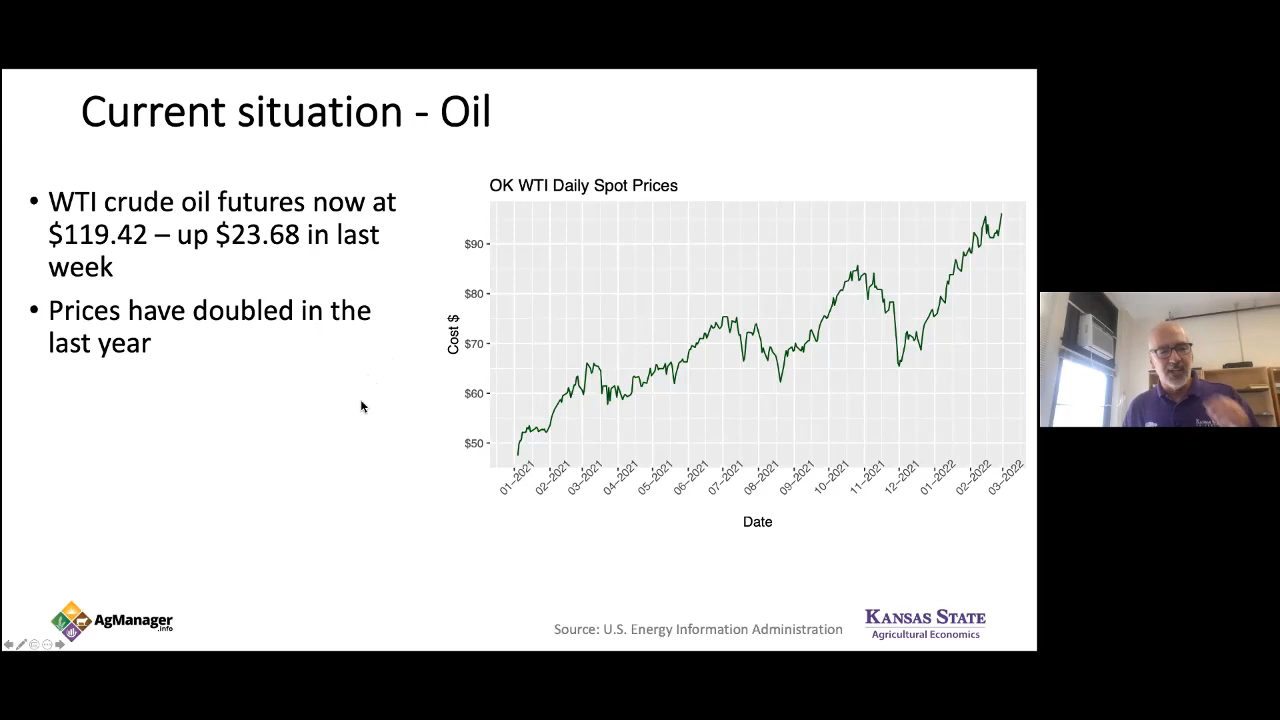 Current situation - Oil
• WTI crude oil futures now at
$119.42 – up $23.68 in last
week
• Prices have doubled in the
last year
OK WTI Daily Spot Prices
$90
$80
$70
$60
$50
Cost $
01–2021
02–2021
03–2021
04–2021
05–2021
06–2021
07–2021
08–2021
09–2021
10–2021
11–2021
12–2021
01–2022
02–2022
03–2022
Date
AgManager
.info
Source: U.S. Energy Information Administration
KANSAS STATE
Agricultural Economics